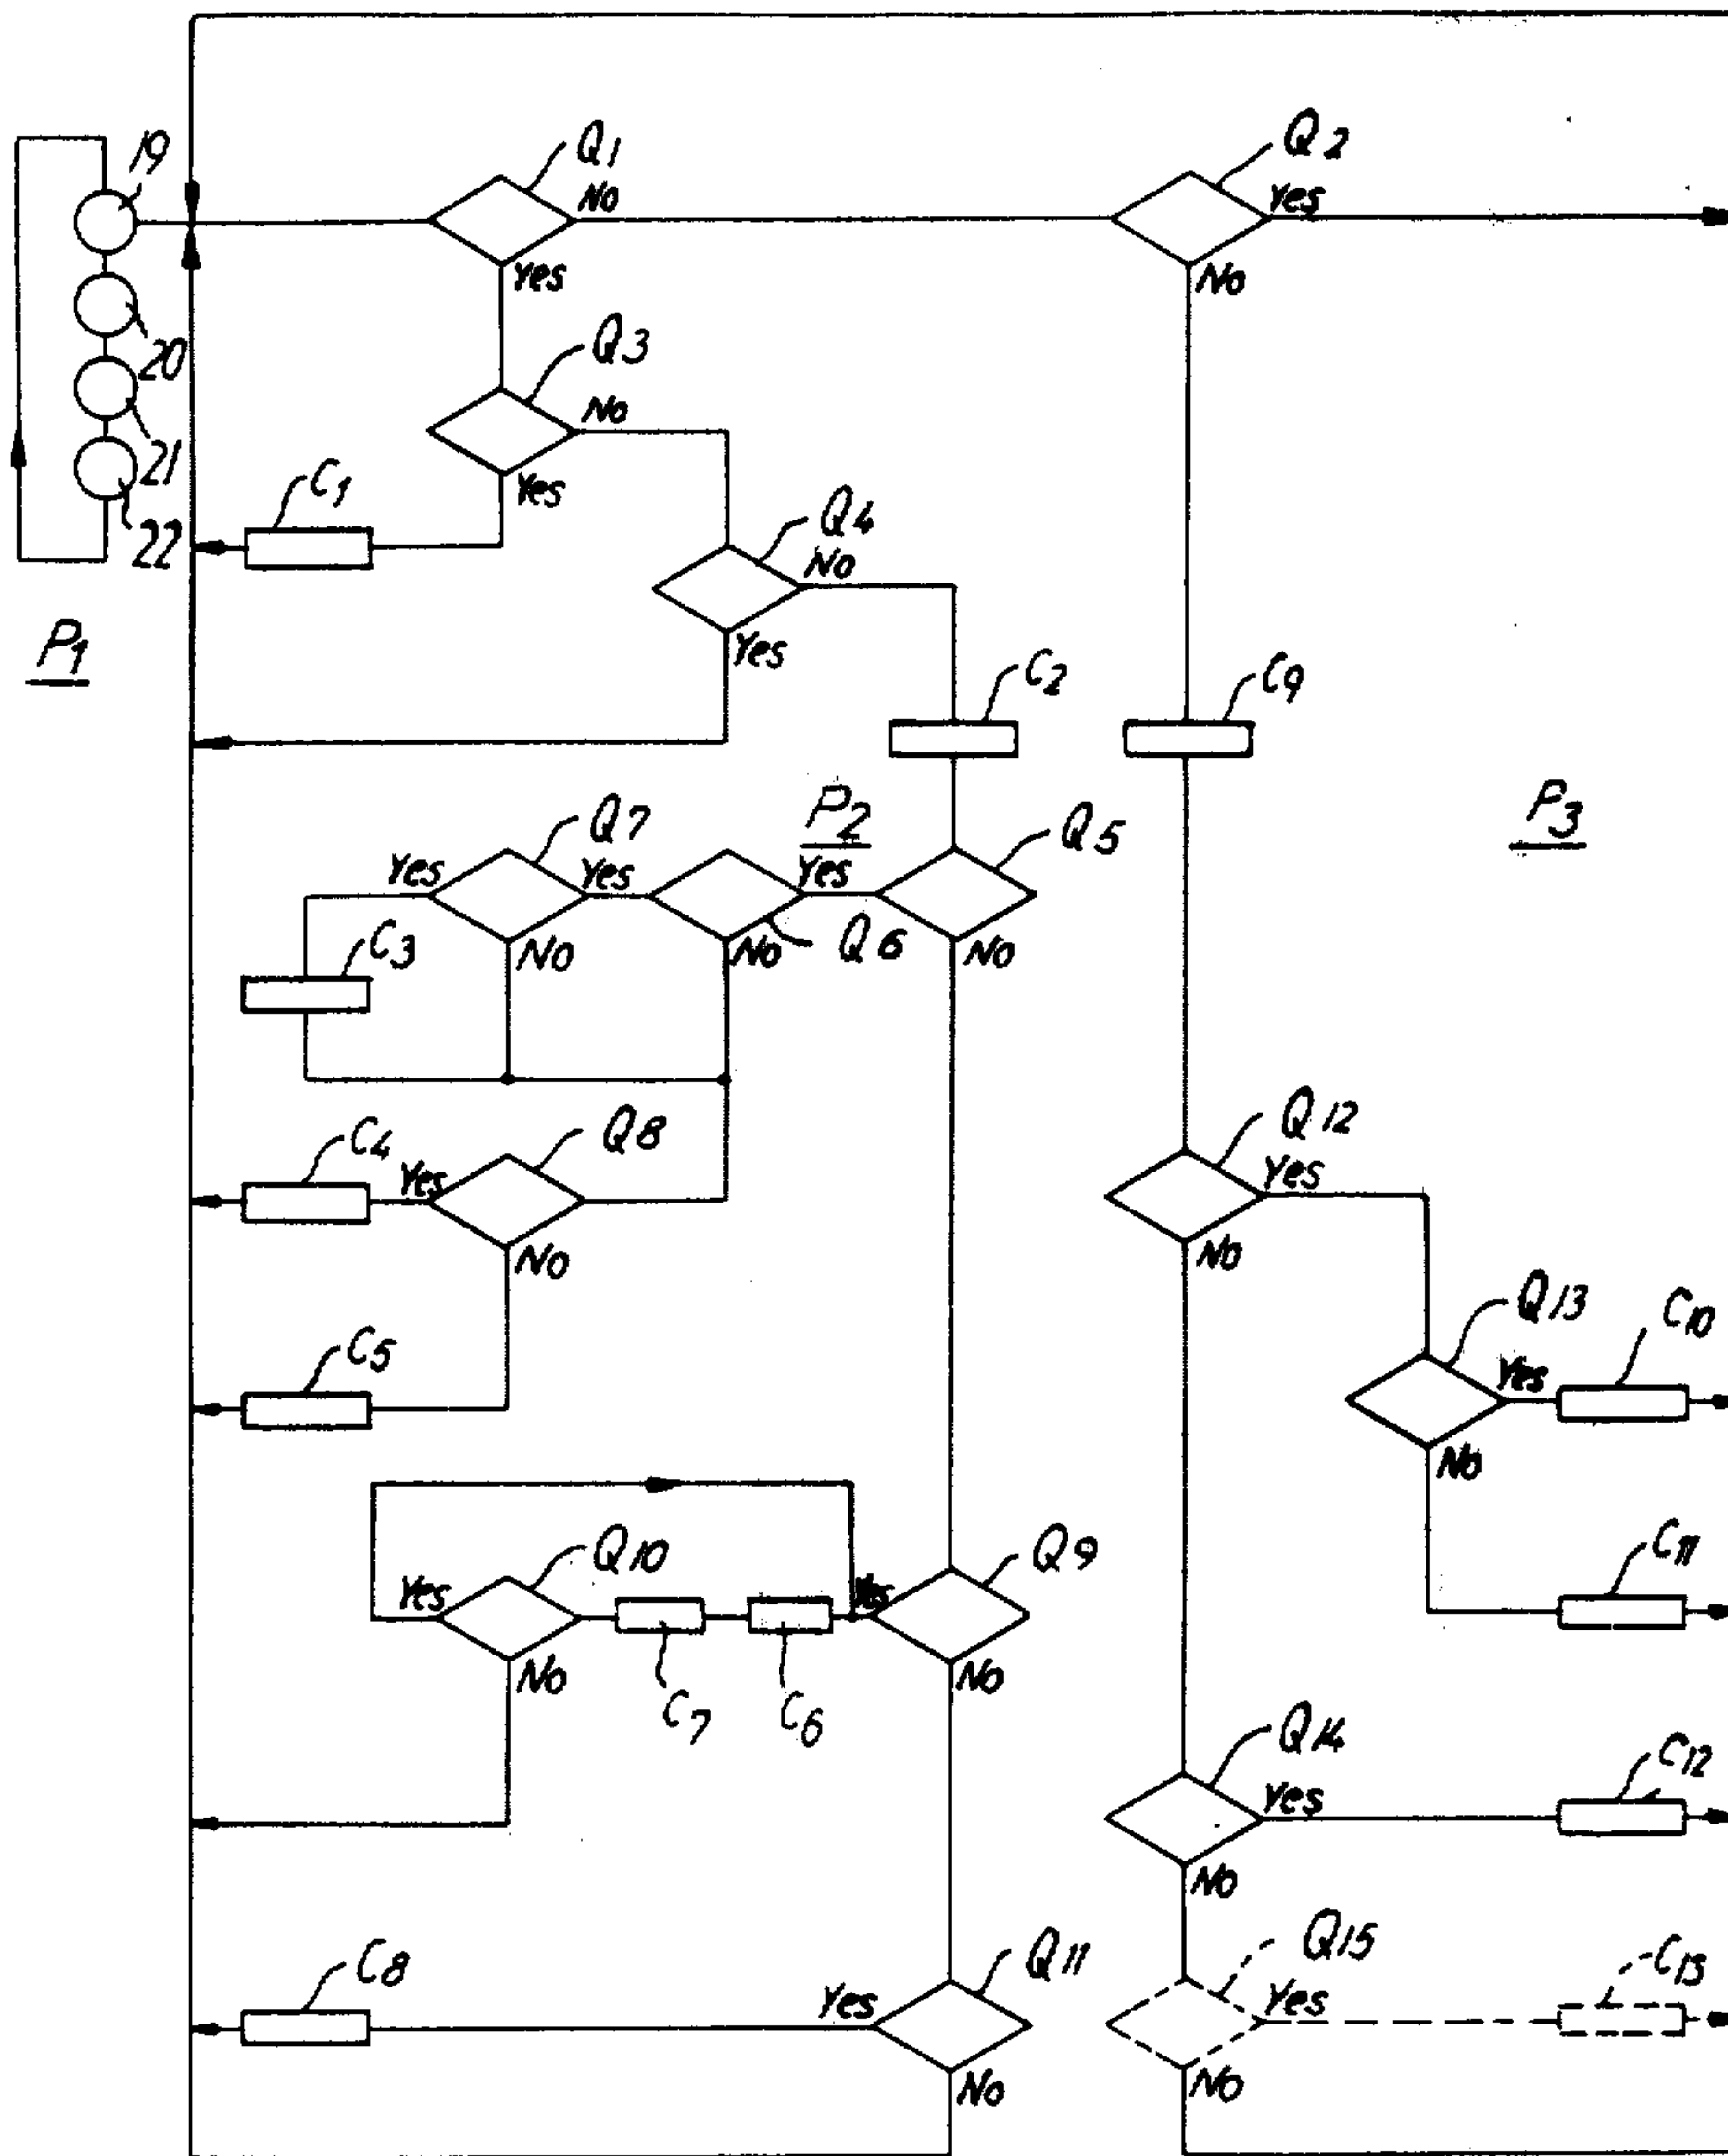 19
Q1
No
Q2
Yes
Yes
No
20
Q3
No
21
Yes
C1
22
Q4
No
P1
Yes
C2
C9
P2
P3
Q7
Q5
Yes
Yes
Yes
C3
No
No
Q6
No
C4
Q8
Q12
Yes
Yes
No
No
C5
Q13
C10
Yes
No
Q10
Q9
C11
Yes
Yes
No
No
C7
C6
Q14
C12
Yes
No
C8
Q11
Q15
C13
Yes
Yes
No
No